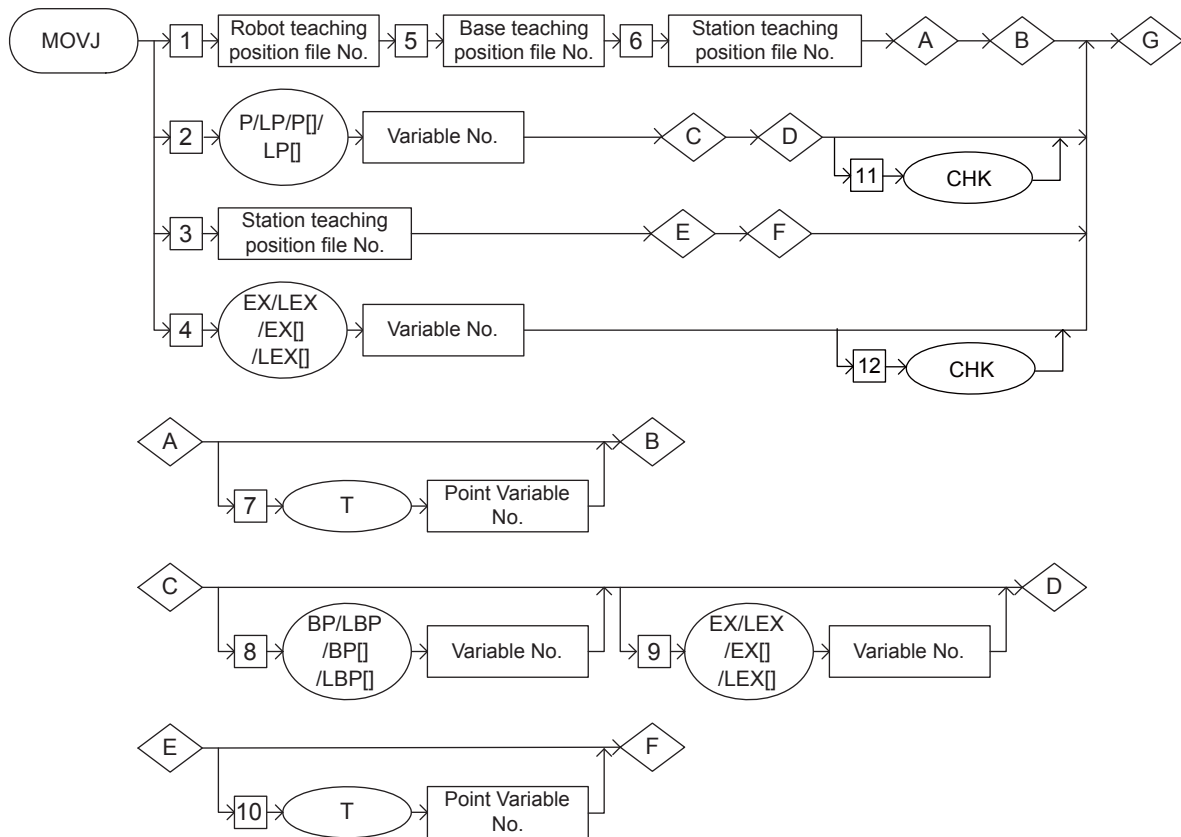 MOVJ
1
Robot teaching
position file No.
5
Base teaching
position file No.
6
Station teaching
position file No.
A
B
G
2
P/LP/P[]/
LP[]
Variable No.
C
D
11
CHK
3
Station teaching
position file No.
E
F
4
EX/LEX
/EX[]
/LEX[]
Variable No.
12
CHK
A
B
7
T
Point Variable
No.
C
D
8
BP/LBP
/BP[]
/LBP[]
Variable No.
9
EX/LEX
/EX[]
/LEX[]
Variable No.
E
F
10
T
Point Variable
No.